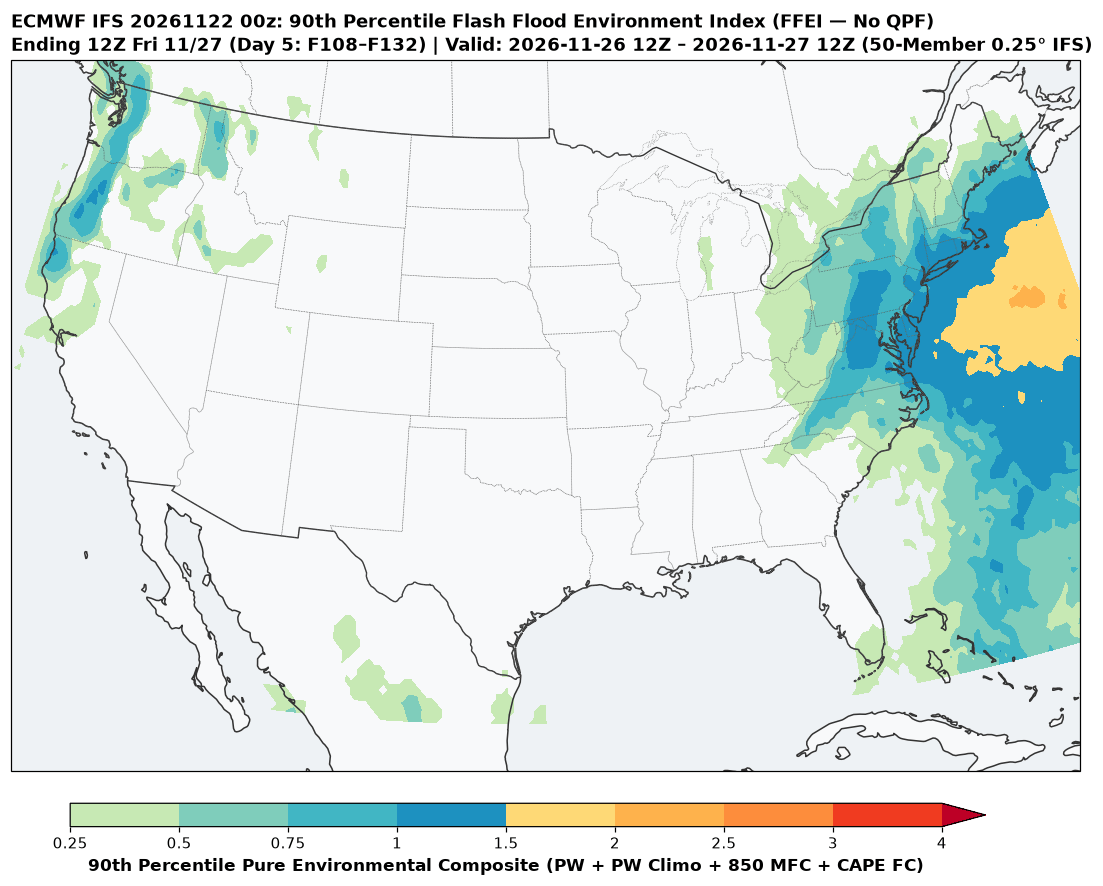 ECMWF IFS 20261122 00z: 90th Percentile Flash Flood Environment Index (FFEI — No QPF)
Ending 12Z Fri 11/27 (Day 5: F108–F132) | Valid: 2026-11-26 12Z – 2026-11-27 12Z (50-Member 0.25° IFS)
0.25 0.5 0.75 1 1.5 2 2.5 3 4
90th Percentile Pure Environmental Composite (PW + PW Climo + 850 MFC + CAPE FC)